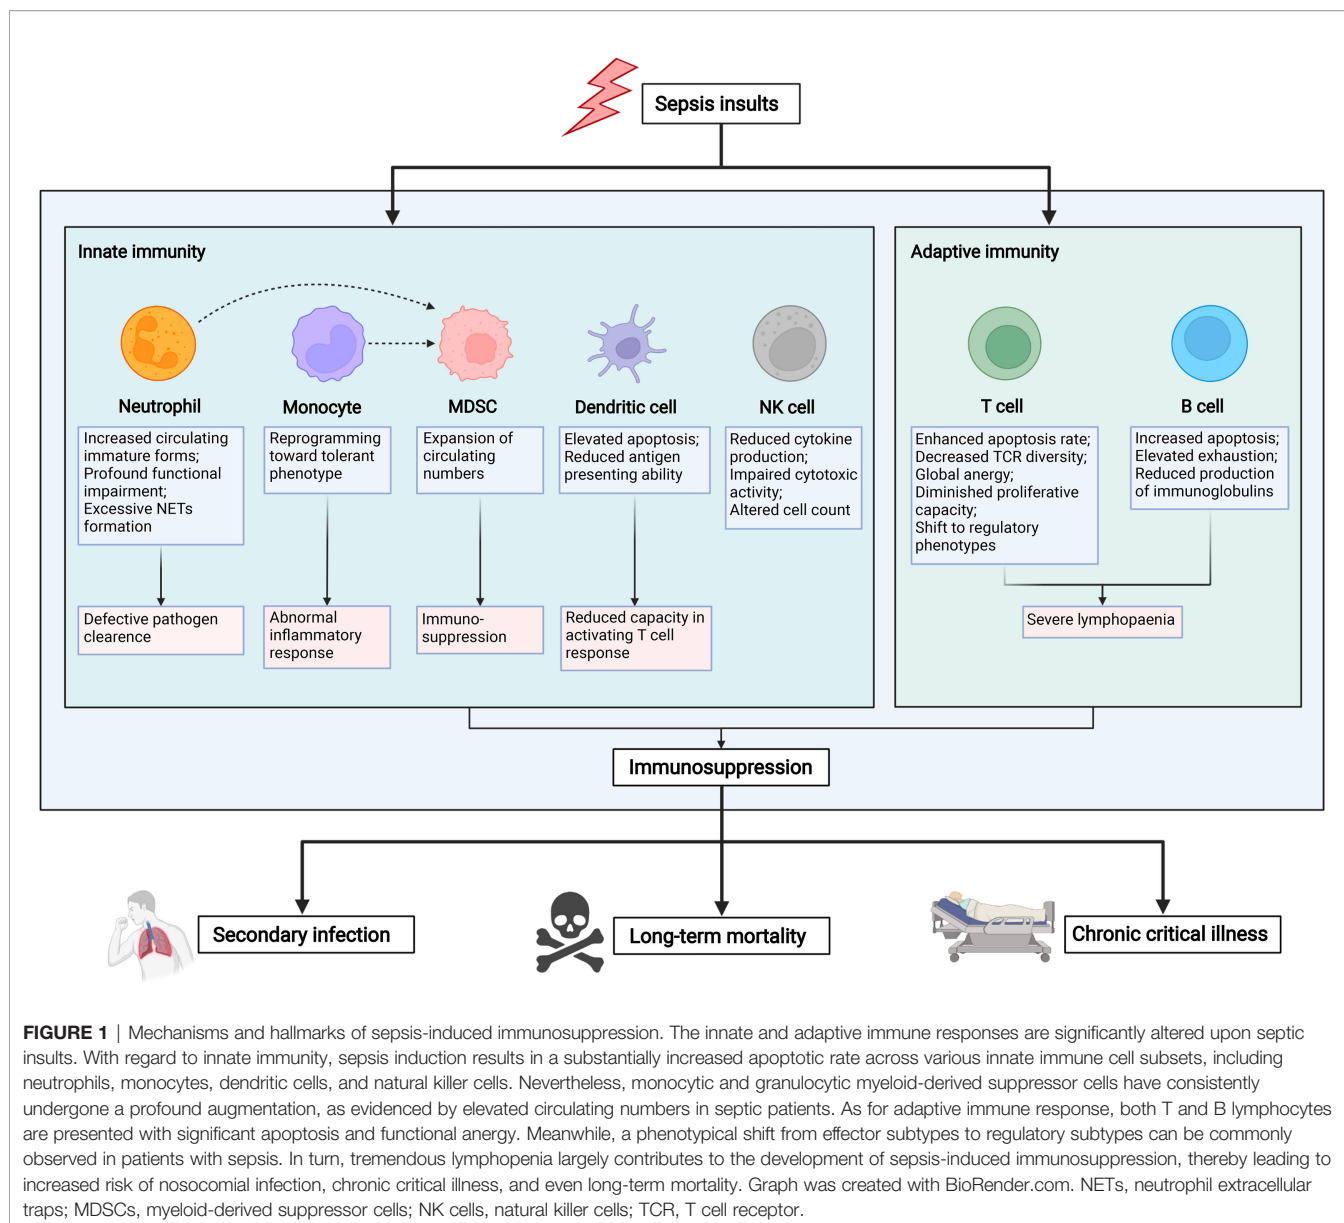 Sepsis insults
Innate immunity
Neutrophil
Increased circulating
immature forms;
Profound functional
impairment;
Excessive NETs
formation
Defective pathogen
clearence
Monocyte
Reprogramming
toward tolerant
phenotype
Abnormal
inflammatory
response
MDSC
Expansion of
circulating
numbers
Immuno-
suppression
Dendritic cell
Elevated apoptosis;
Reduced antigen
presenting ability
Reduced capacity in
activating T cell
response
NK cell
Reduced cytokine
production;
Impaired cytotoxic
activity;
Altered cell count
Adaptive immunity
T cell
Enhanced apoptosis rate;
Decreased TCR diversity;
Global anergy;
Diminished proliferative
capacity;
Shift to regulatory
phenotypes
B cell
Increased apoptosis;
Elevated exhaustion;
Reduced production
of immunoglobulins
Severe lymphopaenia
Immunosuppression
Secondary infection
Long-term mortality
Chronic critical illness
FIGURE 1 | Mechanisms and hallmarks of sepsis-induced immunosuppression. The innate and adaptive immune responses are significantly altered upon septic
insults. With regard to innate immunity, sepsis induction results in a substantially increased apoptotic rate across various innate immune cell subsets, including
neutrophils, monocytes, dendritic cells, and natural killer cells. Nevertheless, monocytic and granulocytic myeloid-derived suppressor cells have consistently
undergone a profound augmentation, as evidenced by elevated circulating numbers in septic patients. As for adaptive immune response, both T and B lymphocytes
are presented with significant apoptosis and functional anergy. Meanwhile, a phenotypical shift from effector subtypes to regulatory subtypes can be commonly
observed in patients with sepsis. In turn, tremendous lymphopenia largely contributes to the development of sepsis-induced immunosuppression, thereby leading to
increased risk of nosocomial infection, chronic critical illness, and even long-term mortality. Graph was created with BioRender.com. NETs, neutrophil extracellular
traps; MDSCs, myeloid-derived suppressor cells; NK cells, natural killer cells; TCR, T cell receptor.